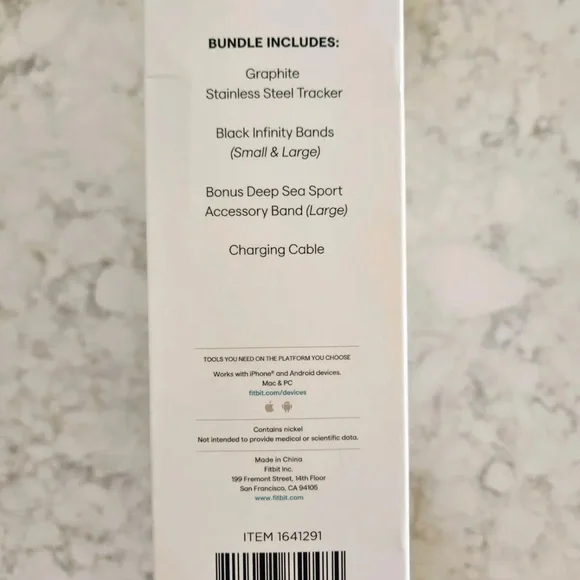 BUNDLE INCLUDES:
Graphite
Stainless Steel Tracker
Black Infinity Bands
(Small & Large)
Bonus Deep Sea Sport
Accessory Band (Large)
Charging Cable
TOOLS YOU NEED ON THE PLATFORM YOU CHOOSE
Works with iPhone® and Android devices.
Mac & PC
fitbit.com/devices
Contains nickel
Not intended to provide medical or scientific data.
Made in China
Fitbit Inc.
199 Fremont Street, 14th Floor
San Francisco, CA 94105
www.fitbit.com
ITEM 1641291